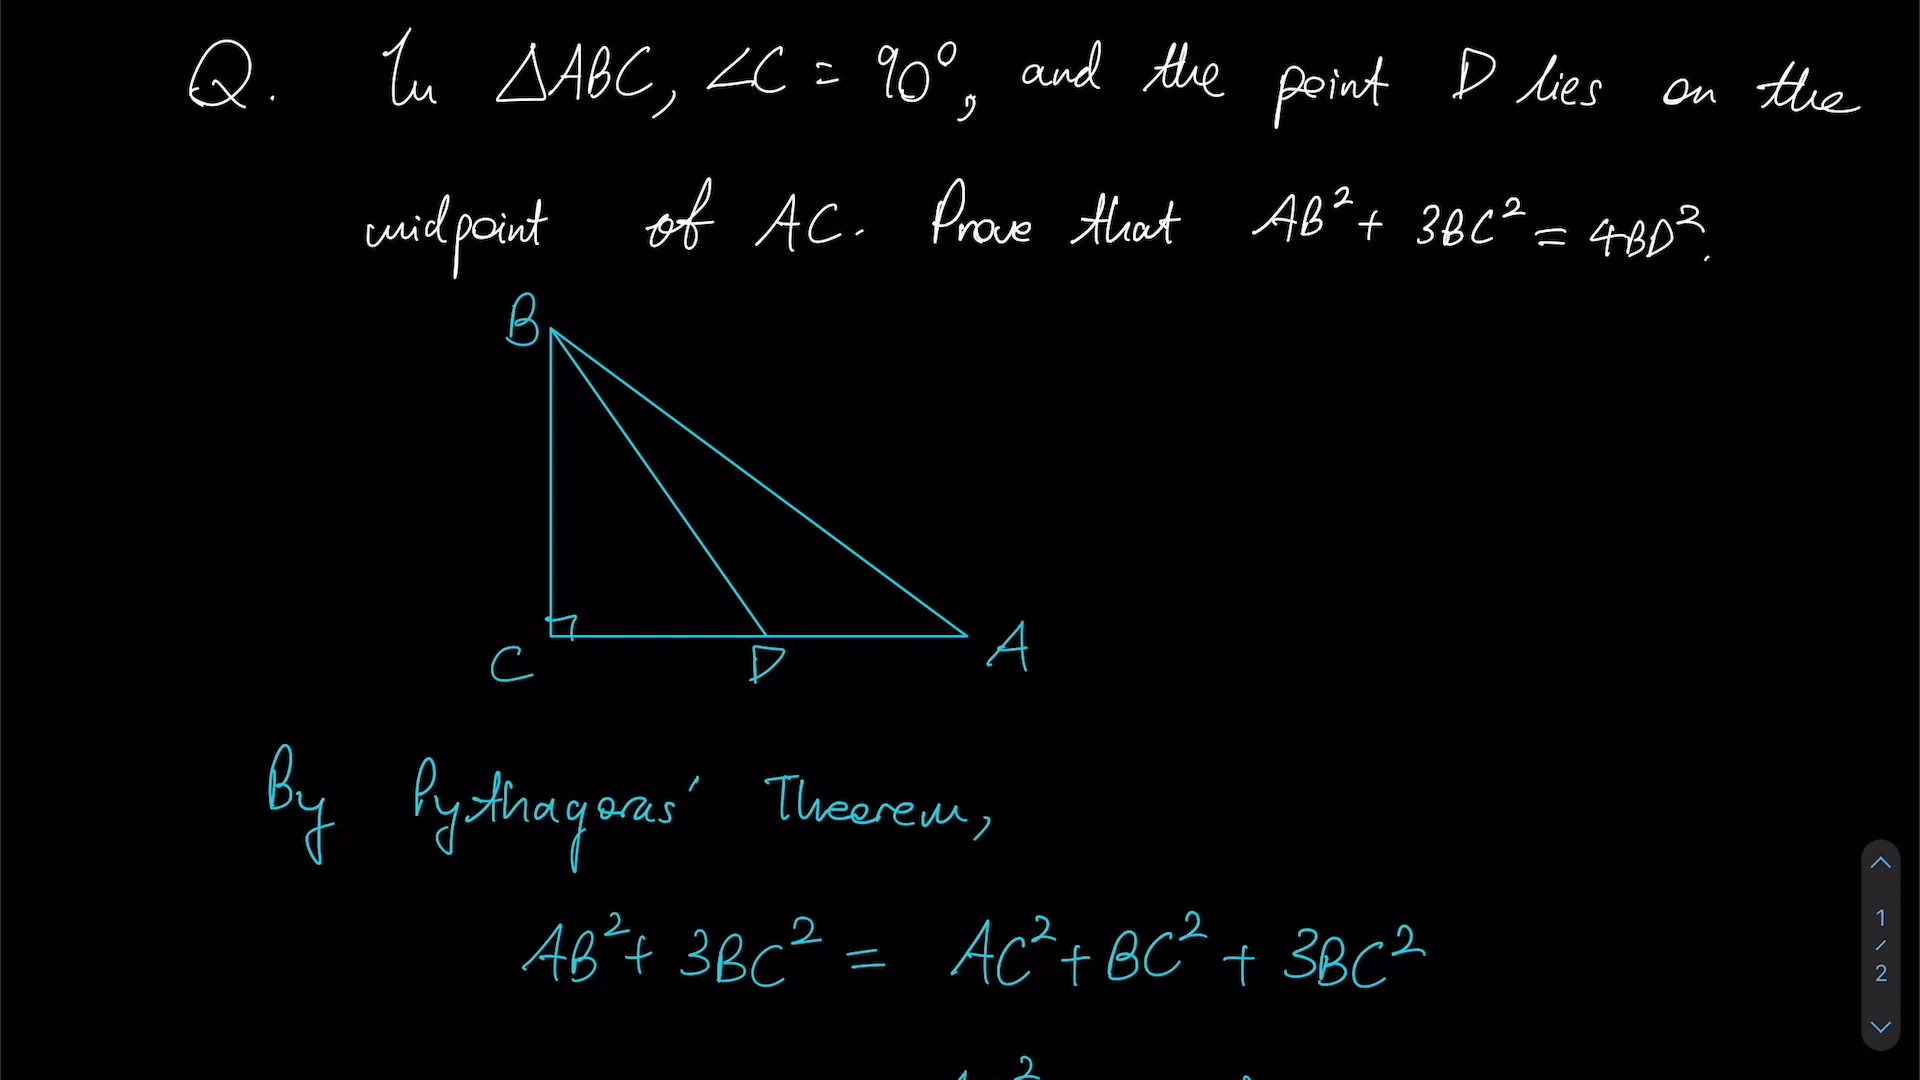 Q. In △ABC, ∠C = 90°, and the point D lies on the
midpoint of AC. Prove that AB² + 3BC² = 4BD².
B
C
D
A
By Pythagoras' Theorem,
AB² + 3BC² = AC² + BC² + 3BC²
1
/
2